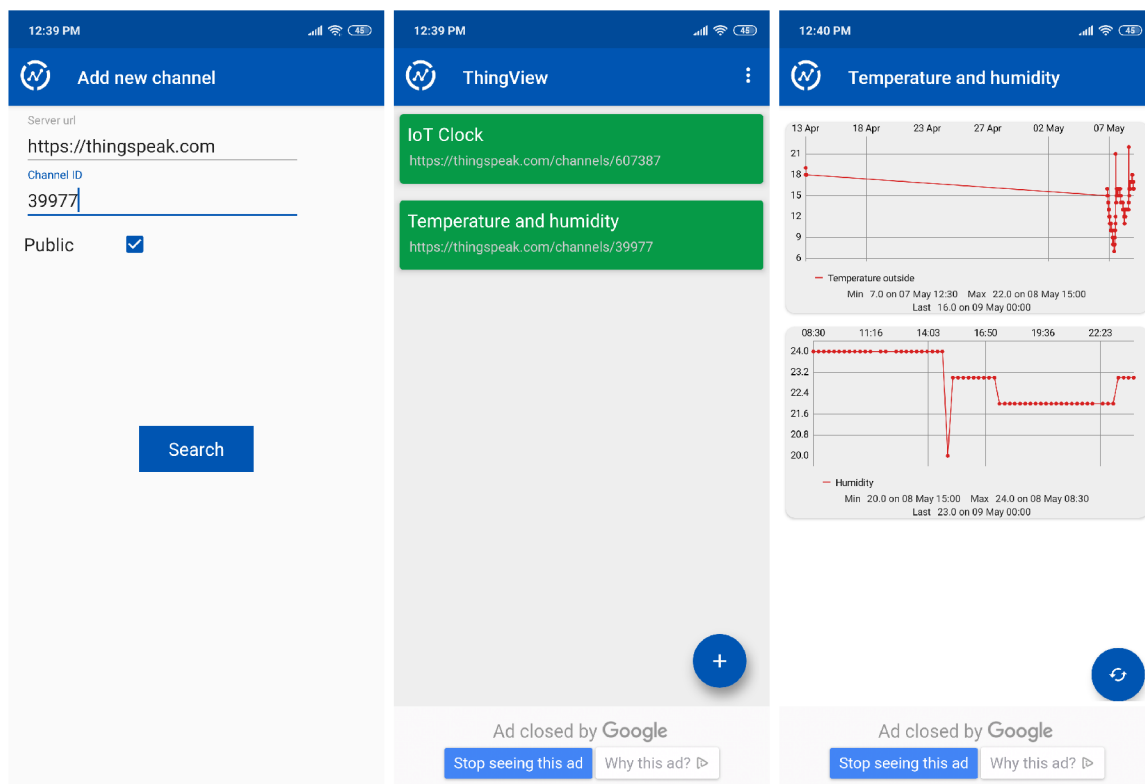 12:39 PM
45
Add new channel
Server url
https://thingspeak.com
Channel ID
39977
Public
Search
12:39 PM
45
ThingView
IoT Clock
https://thingspeak.com/channels/607387
Temperature and humidity
https://thingspeak.com/channels/39977
+
Ad closed by Google
Stop seeing this ad
Why this ad?
12:40 PM
45
Temperature and humidity
13 Apr 18 Apr 23 Apr 27 Apr 02 May 07 May
21
18
15
12
9
6
Temperature outside
Min 7.0 on 07 May 12:30 Max 22.0 on 08 May 15:00
Last 16.0 on 09 May 00:00
08:30 11:16 14:03 16:50 19:36 22:23
24.0
23.2
22.4
21.6
20.8
20.0
Humidity
Min 20.0 on 08 May 15:00 Max 24.0 on 08 May 08:30
Last 23.0 on 09 May 00:00
Ad closed by Google
Stop seeing this ad
Why this ad?